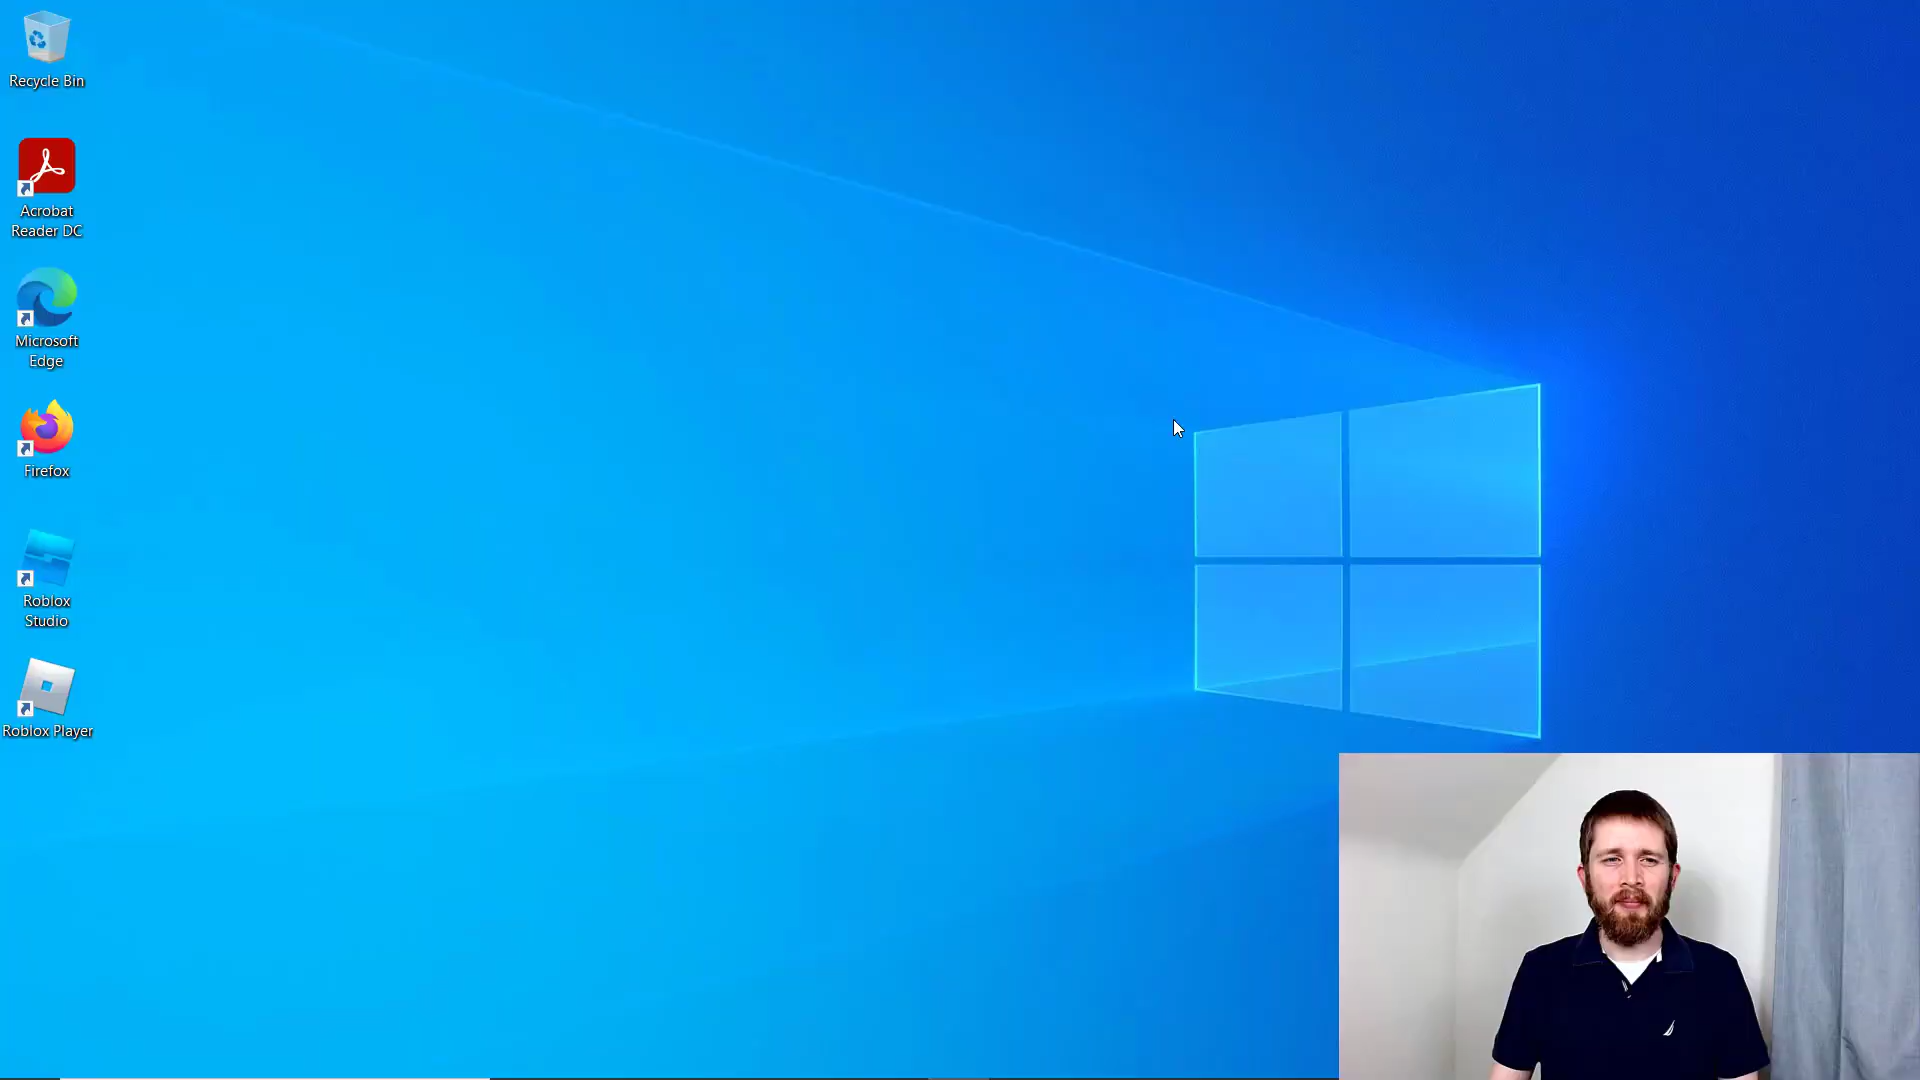 Recycle Bin
Acrobat
Reader DC
Microsoft
Edge
Firefox
Roblox
Studio
Roblox Player